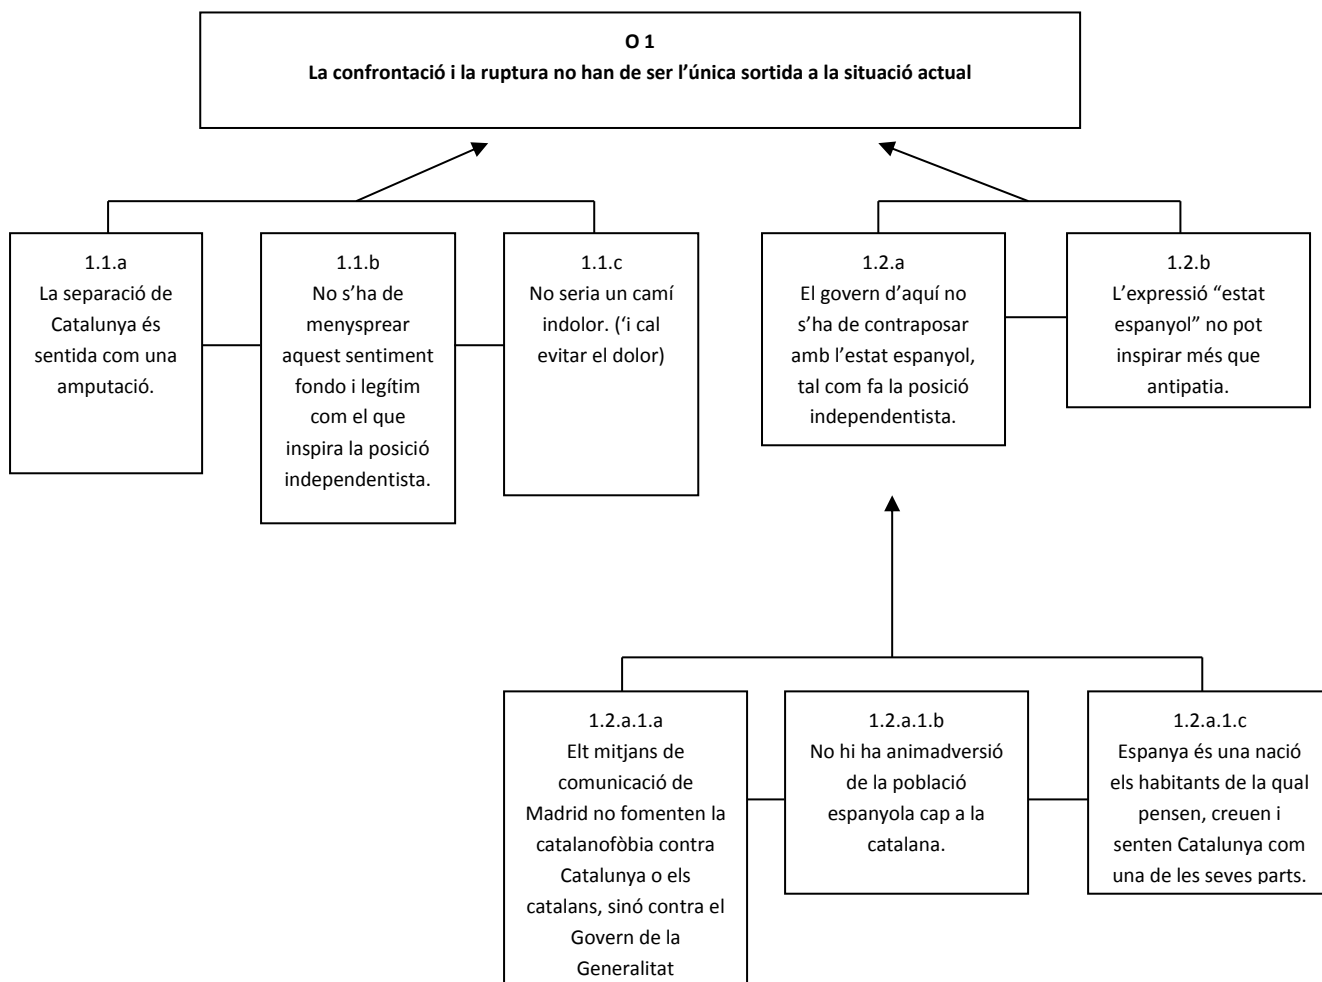 O 1
La confrontació i la ruptura no han de ser l’única sortida a la situació actual
1.1.a
La separació de
Catalunya és
sentida com una
amputació.
1.1.b
No s’ha de
menysprear
aquest sentiment
fondo i legítim
com el que
inspira la posició
independentista.
1.1.c
No seria un camí
indolor. (‘i cal
evitar el dolor)
1.2.a
El govern d’aquí no
s’ha de contraposar
amb l’estat espanyol,
tal com fa la posició
independentista.
1.2.b
L’expressió “estat
espanyol” no pot
inspirar més que
antipatia.
1.2.a.1.a
Elt mitjans de
comunicació de
Madrid no fomenten la
catalanofòbia contra
Catalunya o els
catalans, sinó contra el
Govern de la
Generalitat
1.2.a.1.b
No hi ha animadversió
de la població
espanyola cap a la
catalana.
1.2.a.1.c
Espanya és una nació
els habitants de la qual
pensen, creuen i
senten Catalunya com
una de les seves parts.